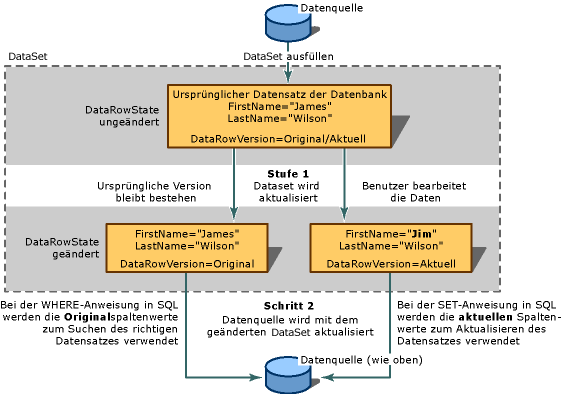 Datenquelle
DataSet
DataSet ausfüllen
DataRowState
ungeändert
Ursprünglicher Datensatz der Datenbank
FirstName="James"
LastName="Wilson"
DataRowVersion=Original/Aktuell
Ursprüngliche Version
bleibt bestehen
Stufe 1
Dataset wird
aktualisiert
Benutzer bearbeitet
die Daten
DataRowState
geändert
FirstName="James"
LastName="Wilson"
DataRowVersion=Original
FirstName="Jim"
LastName="Wilson"
DataRowVersion=Aktuell
Bei der WHERE-Anweisung in SQL
werden die Originalspaltenwerte
zum Suchen des richtigen
Datensatzes verwendet
Schritt 2
Datenquelle wird mit dem
geänderten DataSet aktualisiert
Bei der SET-Anweisung in SQL
werden die aktuellen Spalten-
werte zum Aktualisieren des
Datensatzes verwendet
Datenquelle (wie oben)